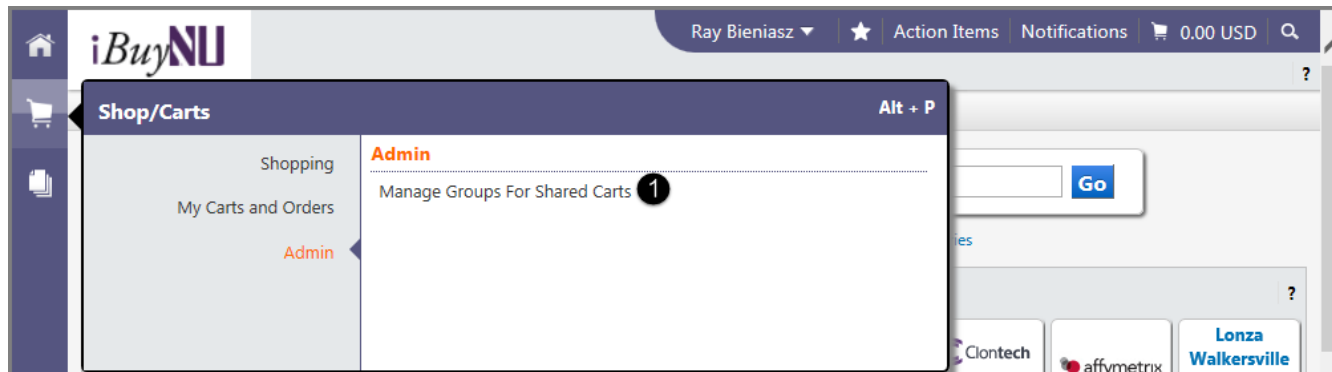 iBuyNU
Ray Bieniasz ▼ ★ Action Items Notifications 0.00 USD
?
Shop/Carts Alt + P
Shopping
My Carts and Orders
Admin
Admin
Manage Groups For Shared Carts 1
Go
ies
?
Clontech
affymetrix
Lonza
Walkersville